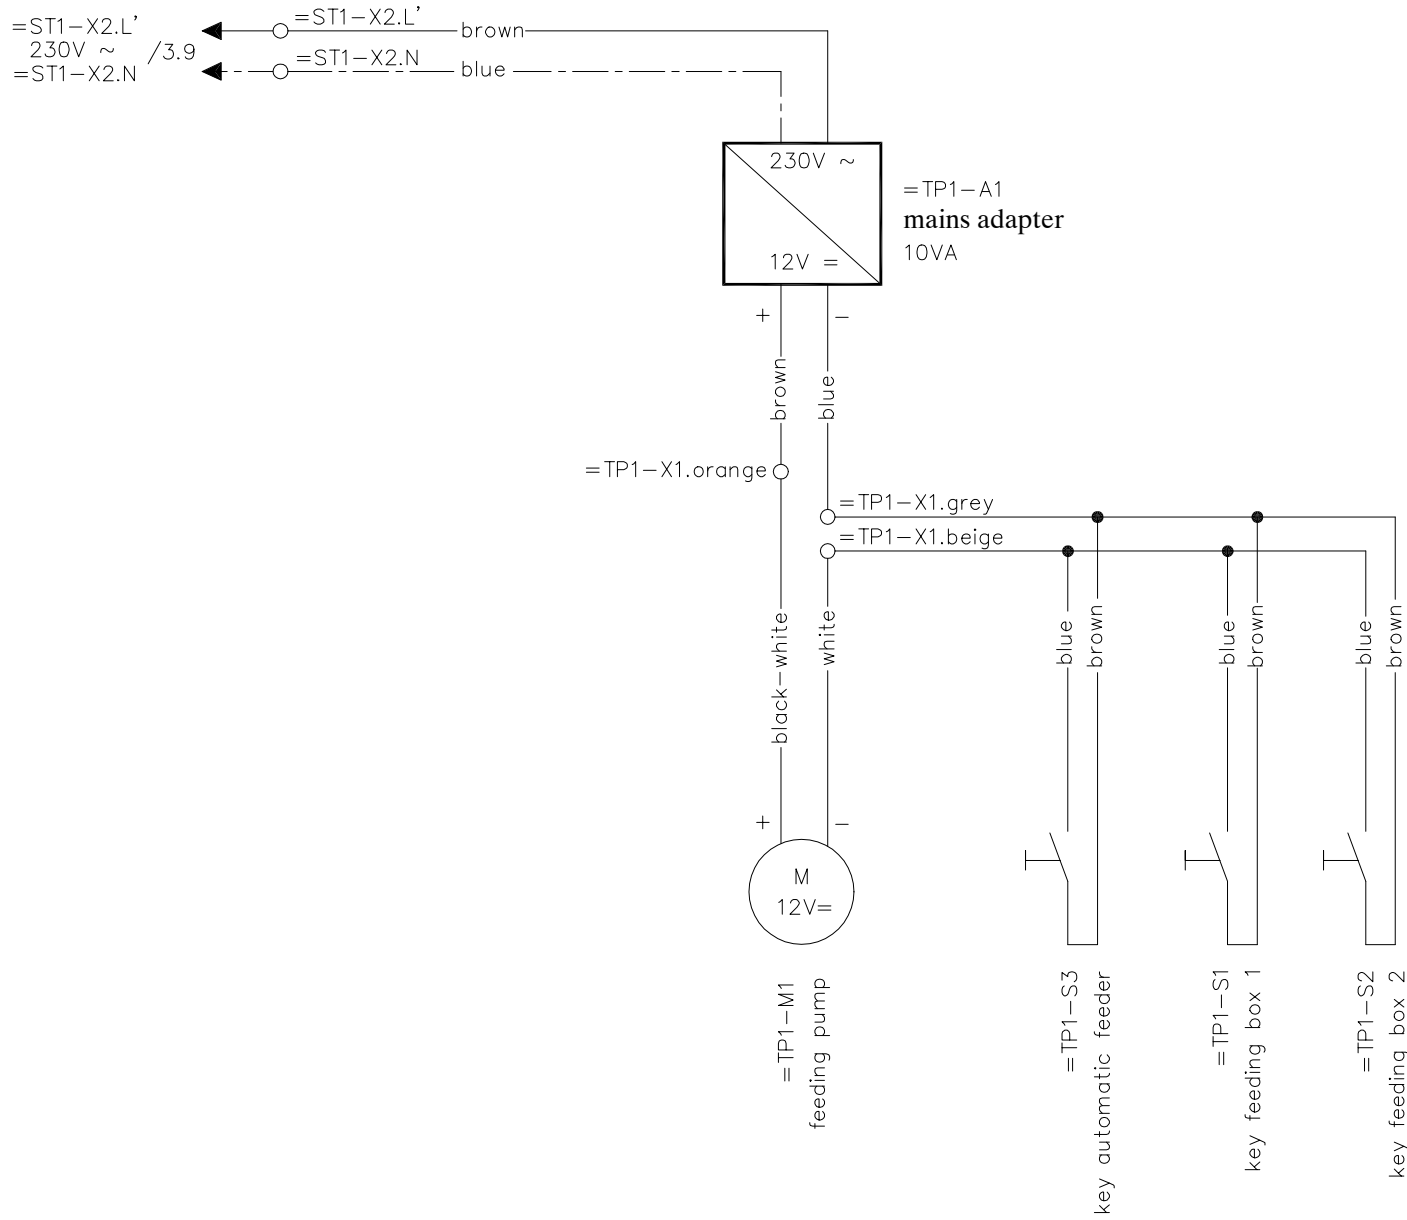 =ST1-X2.L'
230V ~
/3.9
=ST1-X2.N
=ST1-X2.L'
brown
=ST1-X2.N
blue
230V ~
12V =
=TP1-A1
mains adapter
10VA
+
-
brown
blue
=TP1-X1.orange
=TP1-X1.grey
=TP1-X1.beige
black-white
white
blue
brown
blue
brown
blue
brown
+
-
M
12V=
=TP1-M1
feeding pump
=TP1-S3
key automatic feeder
=TP1-S1
key feeding box 1
=TP1-S2
key feeding box 2